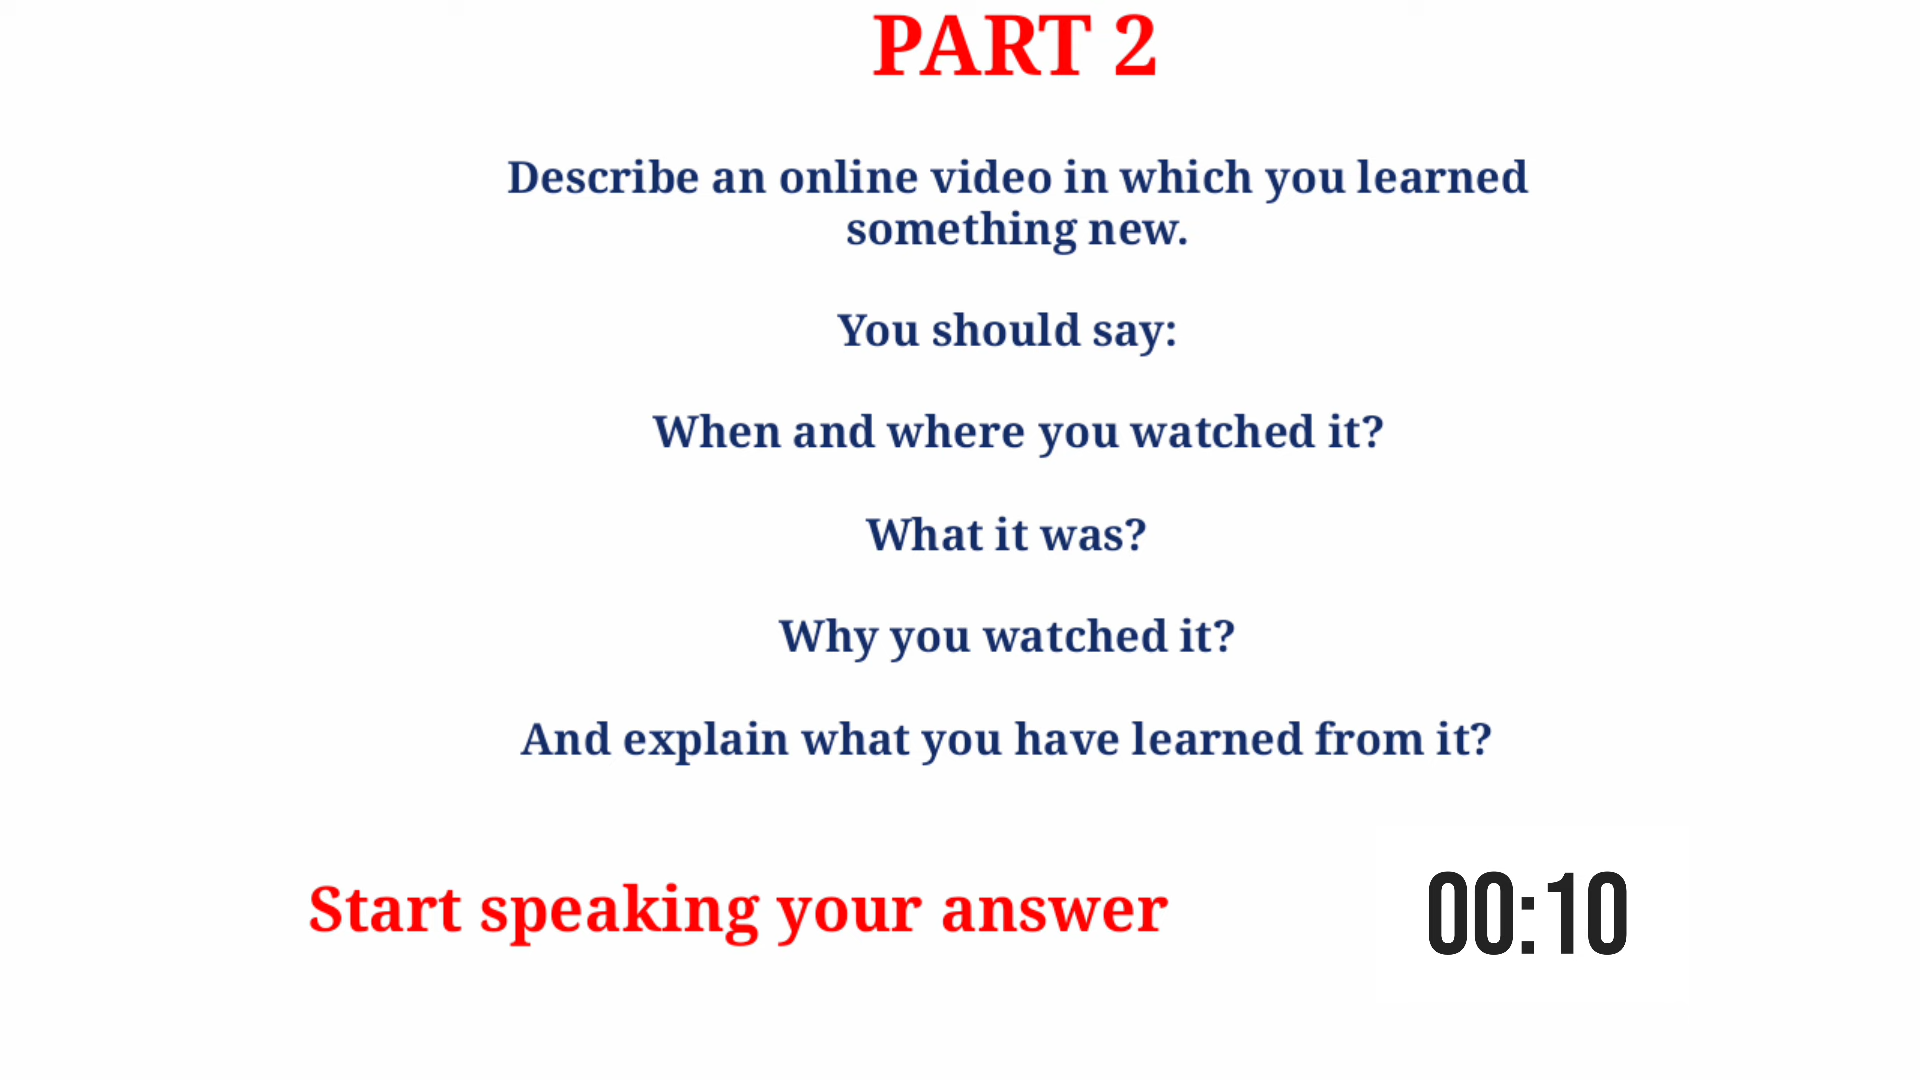 PART 2
Describe an online video in which you learned
something new.
You should say:
When and where you watched it?
What it was?
Why you watched it?
And explain what you have learned from it?
Start speaking your answer
00:10